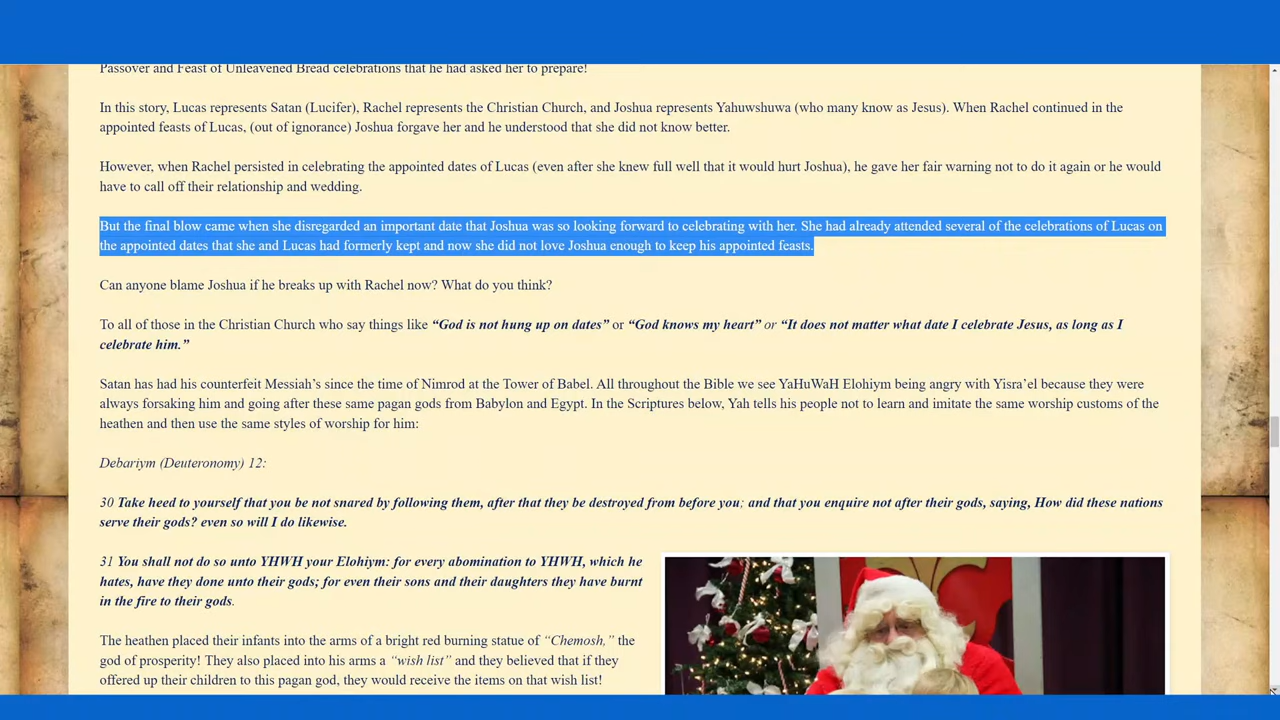 Passover and Feast of Unleavened Bread celebrations that he had asked her to prepare!
In this story, Lucas represents Satan (Lucifer), Rachel represents the Christian Church, and Joshua represents Yahuwshuwa (who many know as Jesus). When Rachel continued in the
appointed feasts of Lucas, (out of ignorance) Joshua forgave her and he understood that she did not know better.
However, when Rachel persisted in celebrating the appointed dates of Lucas (even after she knew full well that it would hurt Joshua), he gave her fair warning not to do it again or he would
have to call off their relationship and wedding.
But the final blow came when she disregarded an important date that Joshua was so looking forward to celebrating with her. She had already attended several of the celebrations of Lucas on
the appointed dates that she and Lucas had formerly kept and now she did not love Joshua enough to keep his appointed feasts.
Can anyone blame Joshua if he breaks up with Rachel now? What do you think?
To all of those in the Christian Church who say things like “God is not hung up on dates” or “God knows my heart” or “It does not matter what date I celebrate Jesus, as long as I
celebrate him.”
Satan has had his counterfeit Messiah’s since the time of Nimrod at the Tower of Babel. All throughout the Bible we see YaHuWaH Elohiym being angry with Yisra’el because they were
always forsaking him and going after these same pagan gods from Babylon and Egypt. In the Scriptures below, Yah tells his people not to learn and imitate the same worship customs of the
heathen and then use the same styles of worship for him:
Debariym (Deuteronomy) 12:
30 Take heed to yourself that you be not snared by following them, after that they be destroyed from before you; and that you enquire not after their gods, saying, How did these nations
serve their gods? even so will I do likewise.
31 You shall not do so unto YHWH your Elohiym: for every abomination to YHWH, which he
hates, have they done unto their gods; for even their sons and their daughters they have burnt
in the fire to their gods.
The heathen placed their infants into the arms of a bright red burning statue of “Chemosh,” the
god of prosperity! They also placed into his arms a “wish list” and they believed that if they
offered up their children to this pagan god, they would receive the items on that wish list!